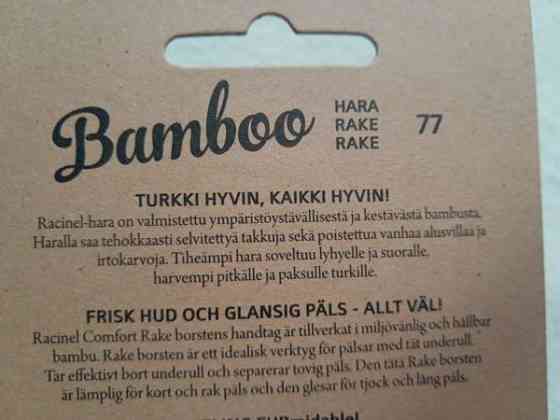 Bamboo
HARA
RAKE
RAKE
77
TURKKI HYVIN, KAIKKI HYVIN!
Racinel-hara on valmistettu ympäristöystävällisestä ja kestävästä bambusta.
Haralla saa tehokkaasti selvitettyä takkuja sekä poistettua vanhaa alusvillaa ja
irtokarvoja. Tiheämpi hara soveltuu lyhyelle ja suoralle,
harvempi pitkälle ja paksulle turkille.
FRISK HUD OCH GLANSIG PÄLS - ALLT VÄL!
Racinel Comfort Rake borstens handtag är tillverkat i miljövänlig och hållbar
bambu. Rake borsten är ett idealisk verktyg för pälsar med tät underull.
Tar effektivt bort underull och separerar tovig päls. Den täta Rake borsten
är lämplig för kort och rak päls och den glesar för tjock och lång päls.